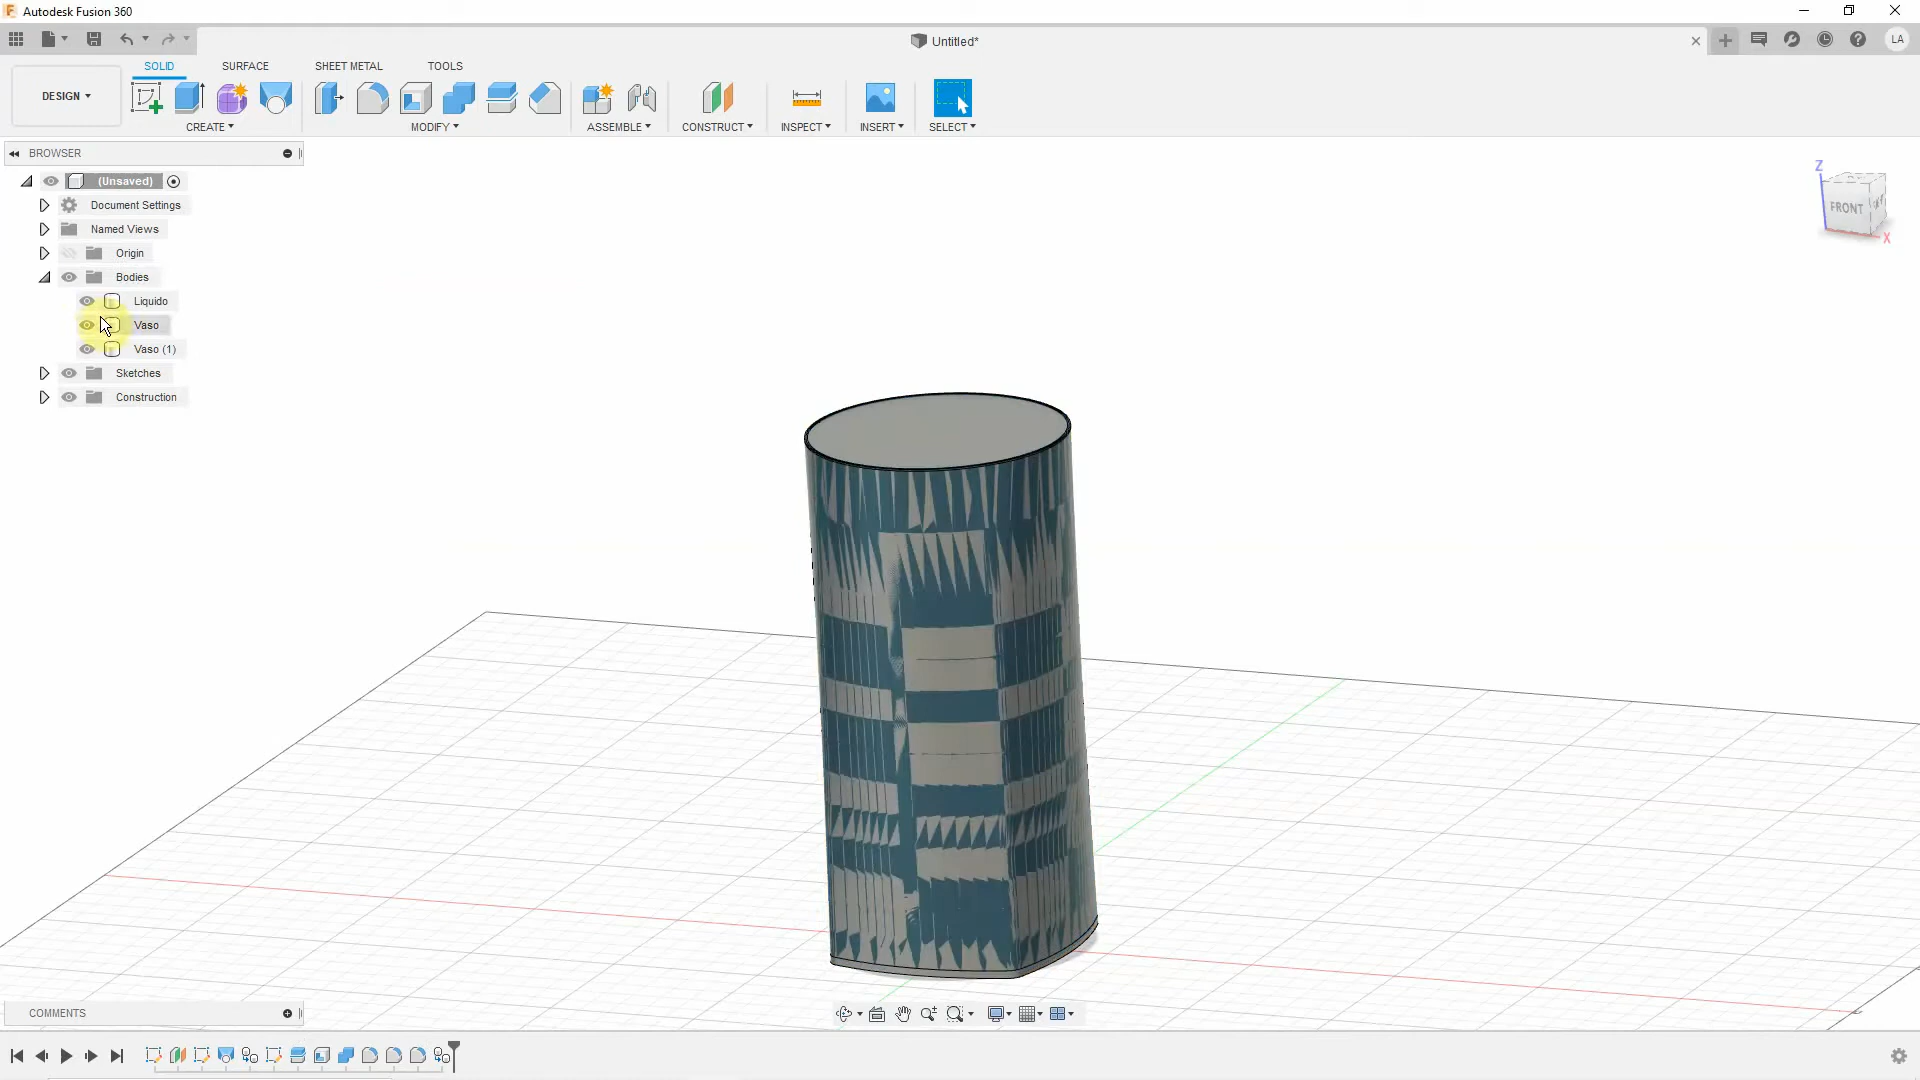 Autodesk Fusion 360
Untitled*
LA
SOLID
SURFACE
SHEET METAL
TOOLS
DESIGN
CREATE
MODIFY
ASSEMBLE
CONSTRUCT
INSPECT
INSERT
SELECT
BROWSER
(Unsaved)
Document Settings
Named Views
Origin
Bodies
Liquido
Vaso
Vaso (1)
Sketches
Construction
Z
FRONT
X
COMMENTS